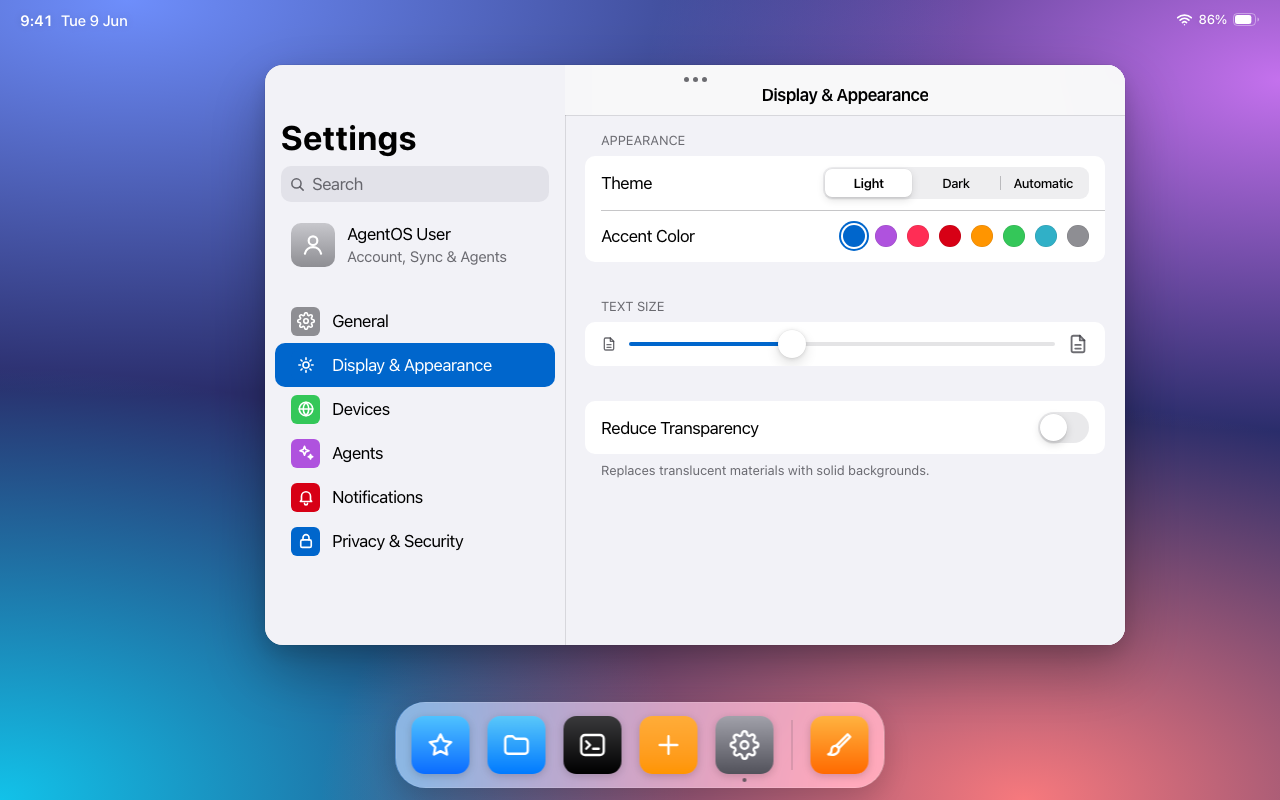 9:41 Tue 9 Jun
86%
Settings
Search
AgentOS User
Account, Sync & Agents
General
Display & Appearance
Devices
Agents
Notifications
Privacy & Security
Display & Appearance
APPEARANCE
Theme Light Dark Automatic
Accent Color
TEXT SIZE
Reduce Transparency
Replaces translucent materials with solid backgrounds.